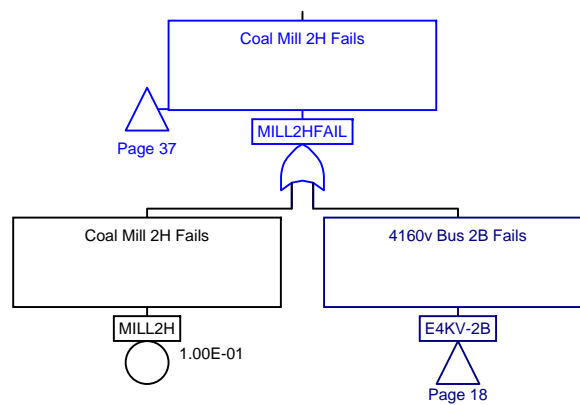 Coal Mill 2H Fails
MILL2HFAIL
Page 37
Coal Mill 2H Fails
4160v Bus 2B Fails
MILL2H
E4KV-2B
1.00E-01
Page 18